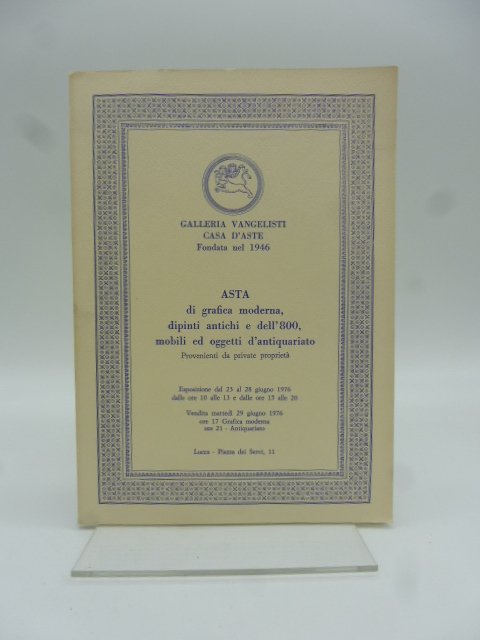 GALLERIA VANGELISTI
CASA D'ASTE
Fondata nel 1946
ASTA
di grafica moderna,
dipinti antichi e dell'800,
mobili ed oggetti d'antiquariato
Provenienti da private proprietà
Esposizione dal 23 al 28 giugno 1976
dalle ore 10 alle 13 e dalle ore 15 alle 20
Vendita martedì 29 giugno 1976
ore 17 Grafica moderna
ore 21 - Antiquariato
Lucca - Piazza dei Servi, 11